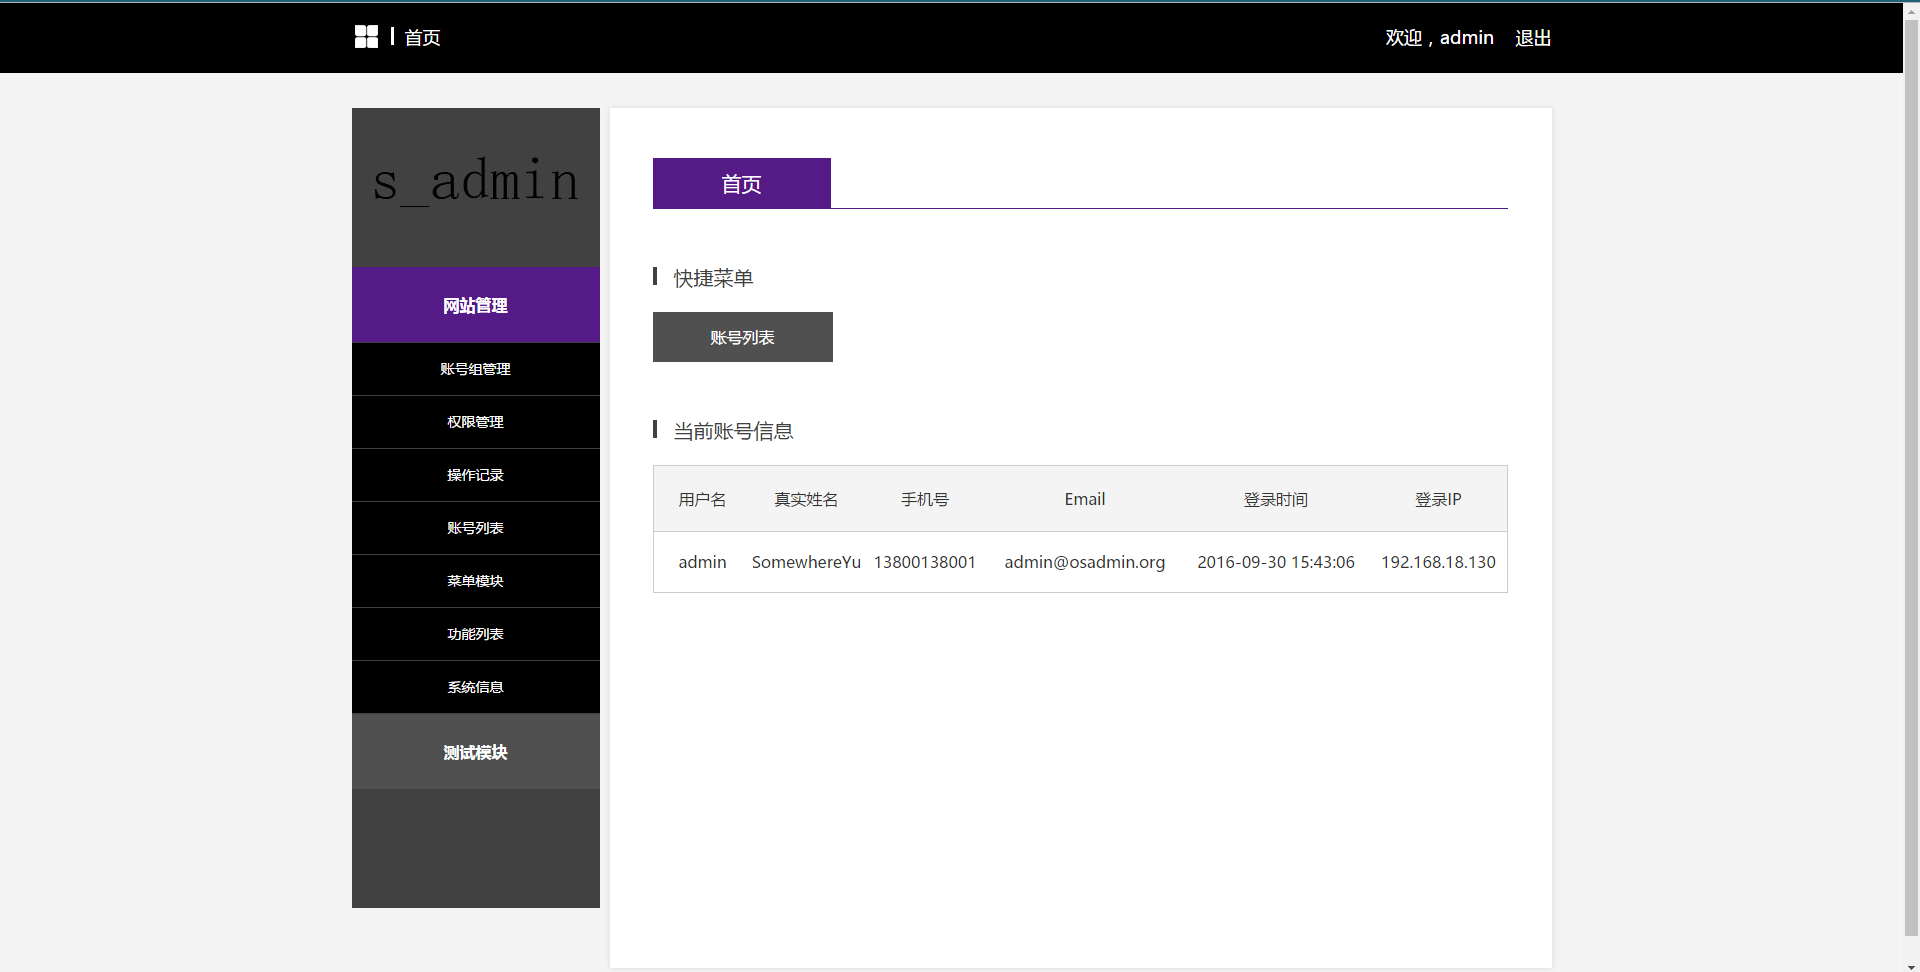 首页
欢迎，admin 退出
s_admin
网站管理
账号组管理
权限管理
操作记录
账号列表
菜单模块
功能列表
系统信息
测试模块
首页
快捷菜单
账号列表
当前账号信息
用户名 真实姓名 手机号 Email 登录时间 登录IP
admin SomewhereYu 13800138001 admin@osadmin.org 2016-09-30 15:43:06 192.168.18.130